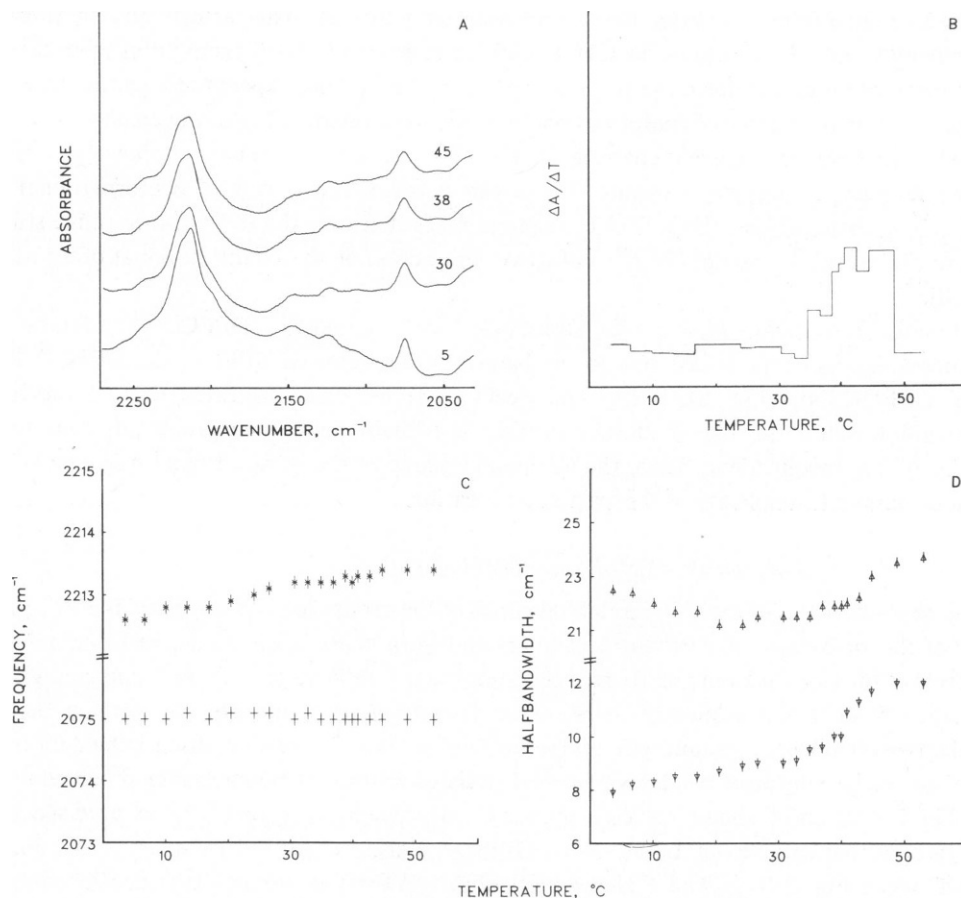 A
ABSORBANCE
45
38
30
5
2250
2150
2050
WAVENUMBER, cm⁻¹
B
ΔA/ΔT
10
30
50
TEMPERATURE, °C
C
FREQUENCY, cm⁻¹
2215
2214
2213
2075
2074
2073
10
30
50
D
HALFBANDWIDTH, cm⁻¹
25
23
21
12
10
8
6
10
30
50
TEMPERATURE, °C